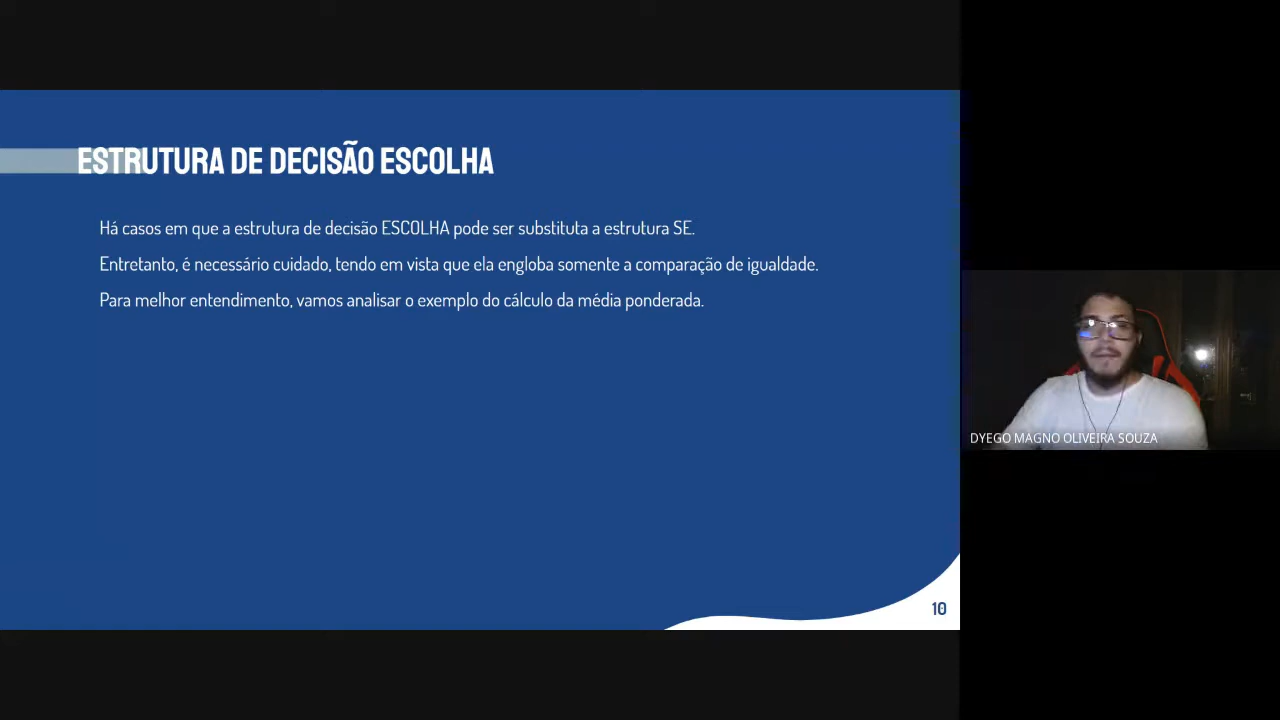 ESTRUTURA DE DECISÃO ESCOLHA
Há casos em que a estrutura de decisão ESCOLHA pode ser substituta a estrutura SE.
Entretanto, é necessário cuidado, tendo em vista que ela engloba somente a comparação de igualdade.
Para melhor entendimento, vamos analisar o exemplo do cálculo da média ponderada.
DYEGO MAGNO OLIVEIRA SOUZA
10